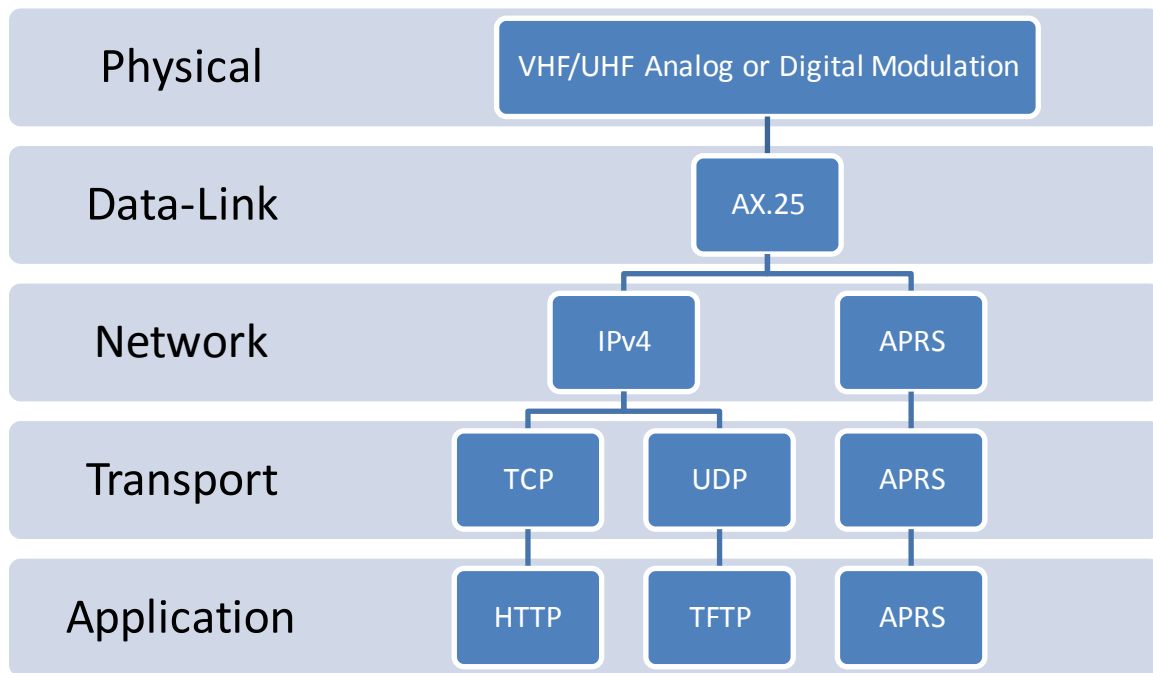 Physical
VHF/UHF Analog or Digital Modulation
Data-Link
AX.25
Network
IPv4
APRS
Transport
TCP
UDP
APRS
Application
HTTP
TFTP
APRS